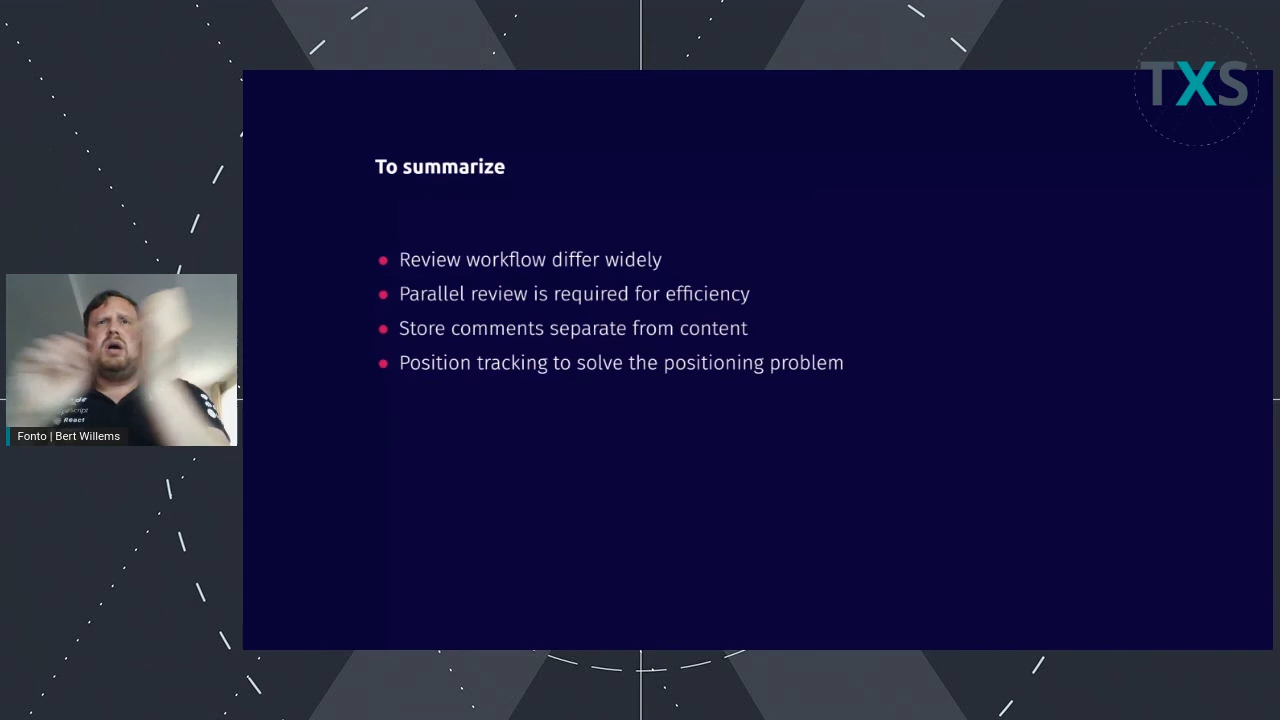 TXS
To summarize
Review workflow differ widely
Parallel review is required for efficiency
Store comments separate from content
Position tracking to solve the positioning problem
React
Fonto | Bert Willems